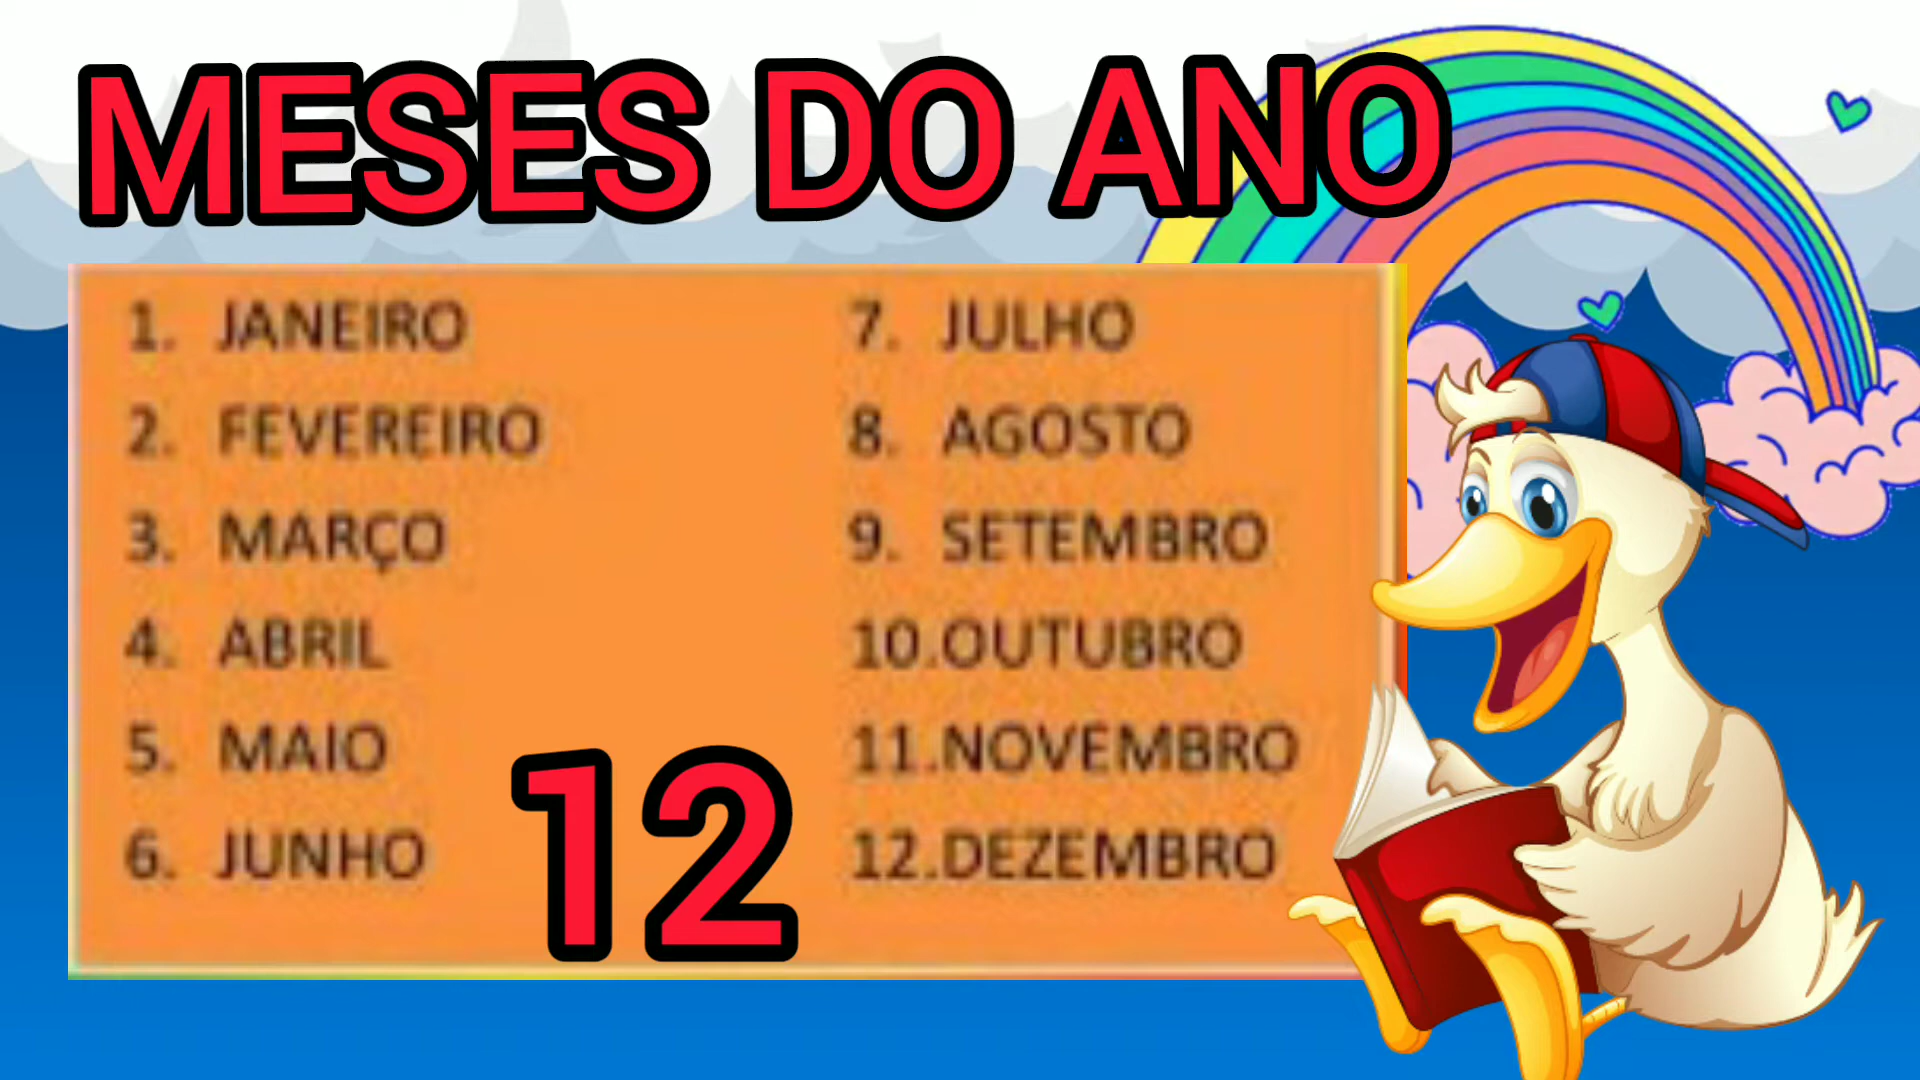 MESES DO ANO
1. JANEIRO
2. FEVEREIRO
3. MARÇO
4. ABRIL
5. MAIO
6. JUNHO
7. JULHO
8. AGOSTO
9. SETEMBRO
10.OUTUBRO
11.NOVEMBRO
12.DEZEMBRO
12